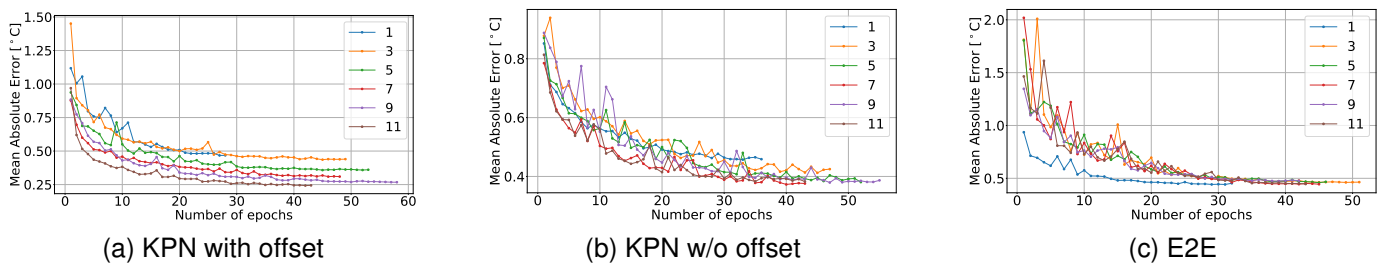 Mean Absolute Error [°C]
1.50
1.25
1.00
0.75
0.50
0.25
0 10 20 30 40 50 60
Number of epochs
1
3
5
7
9
11
(a) KPN with offset
Mean Absolute Error [°C]
0.8
0.6
0.4
0 10 20 30 40 50
Number of epochs
1
3
5
7
9
11
(b) KPN w/o offset
Mean Absolute Error [°C]
2.0
1.5
1.0
0.5
0 10 20 30 40 50
Number of epochs
1
3
5
7
9
11
(c) E2E